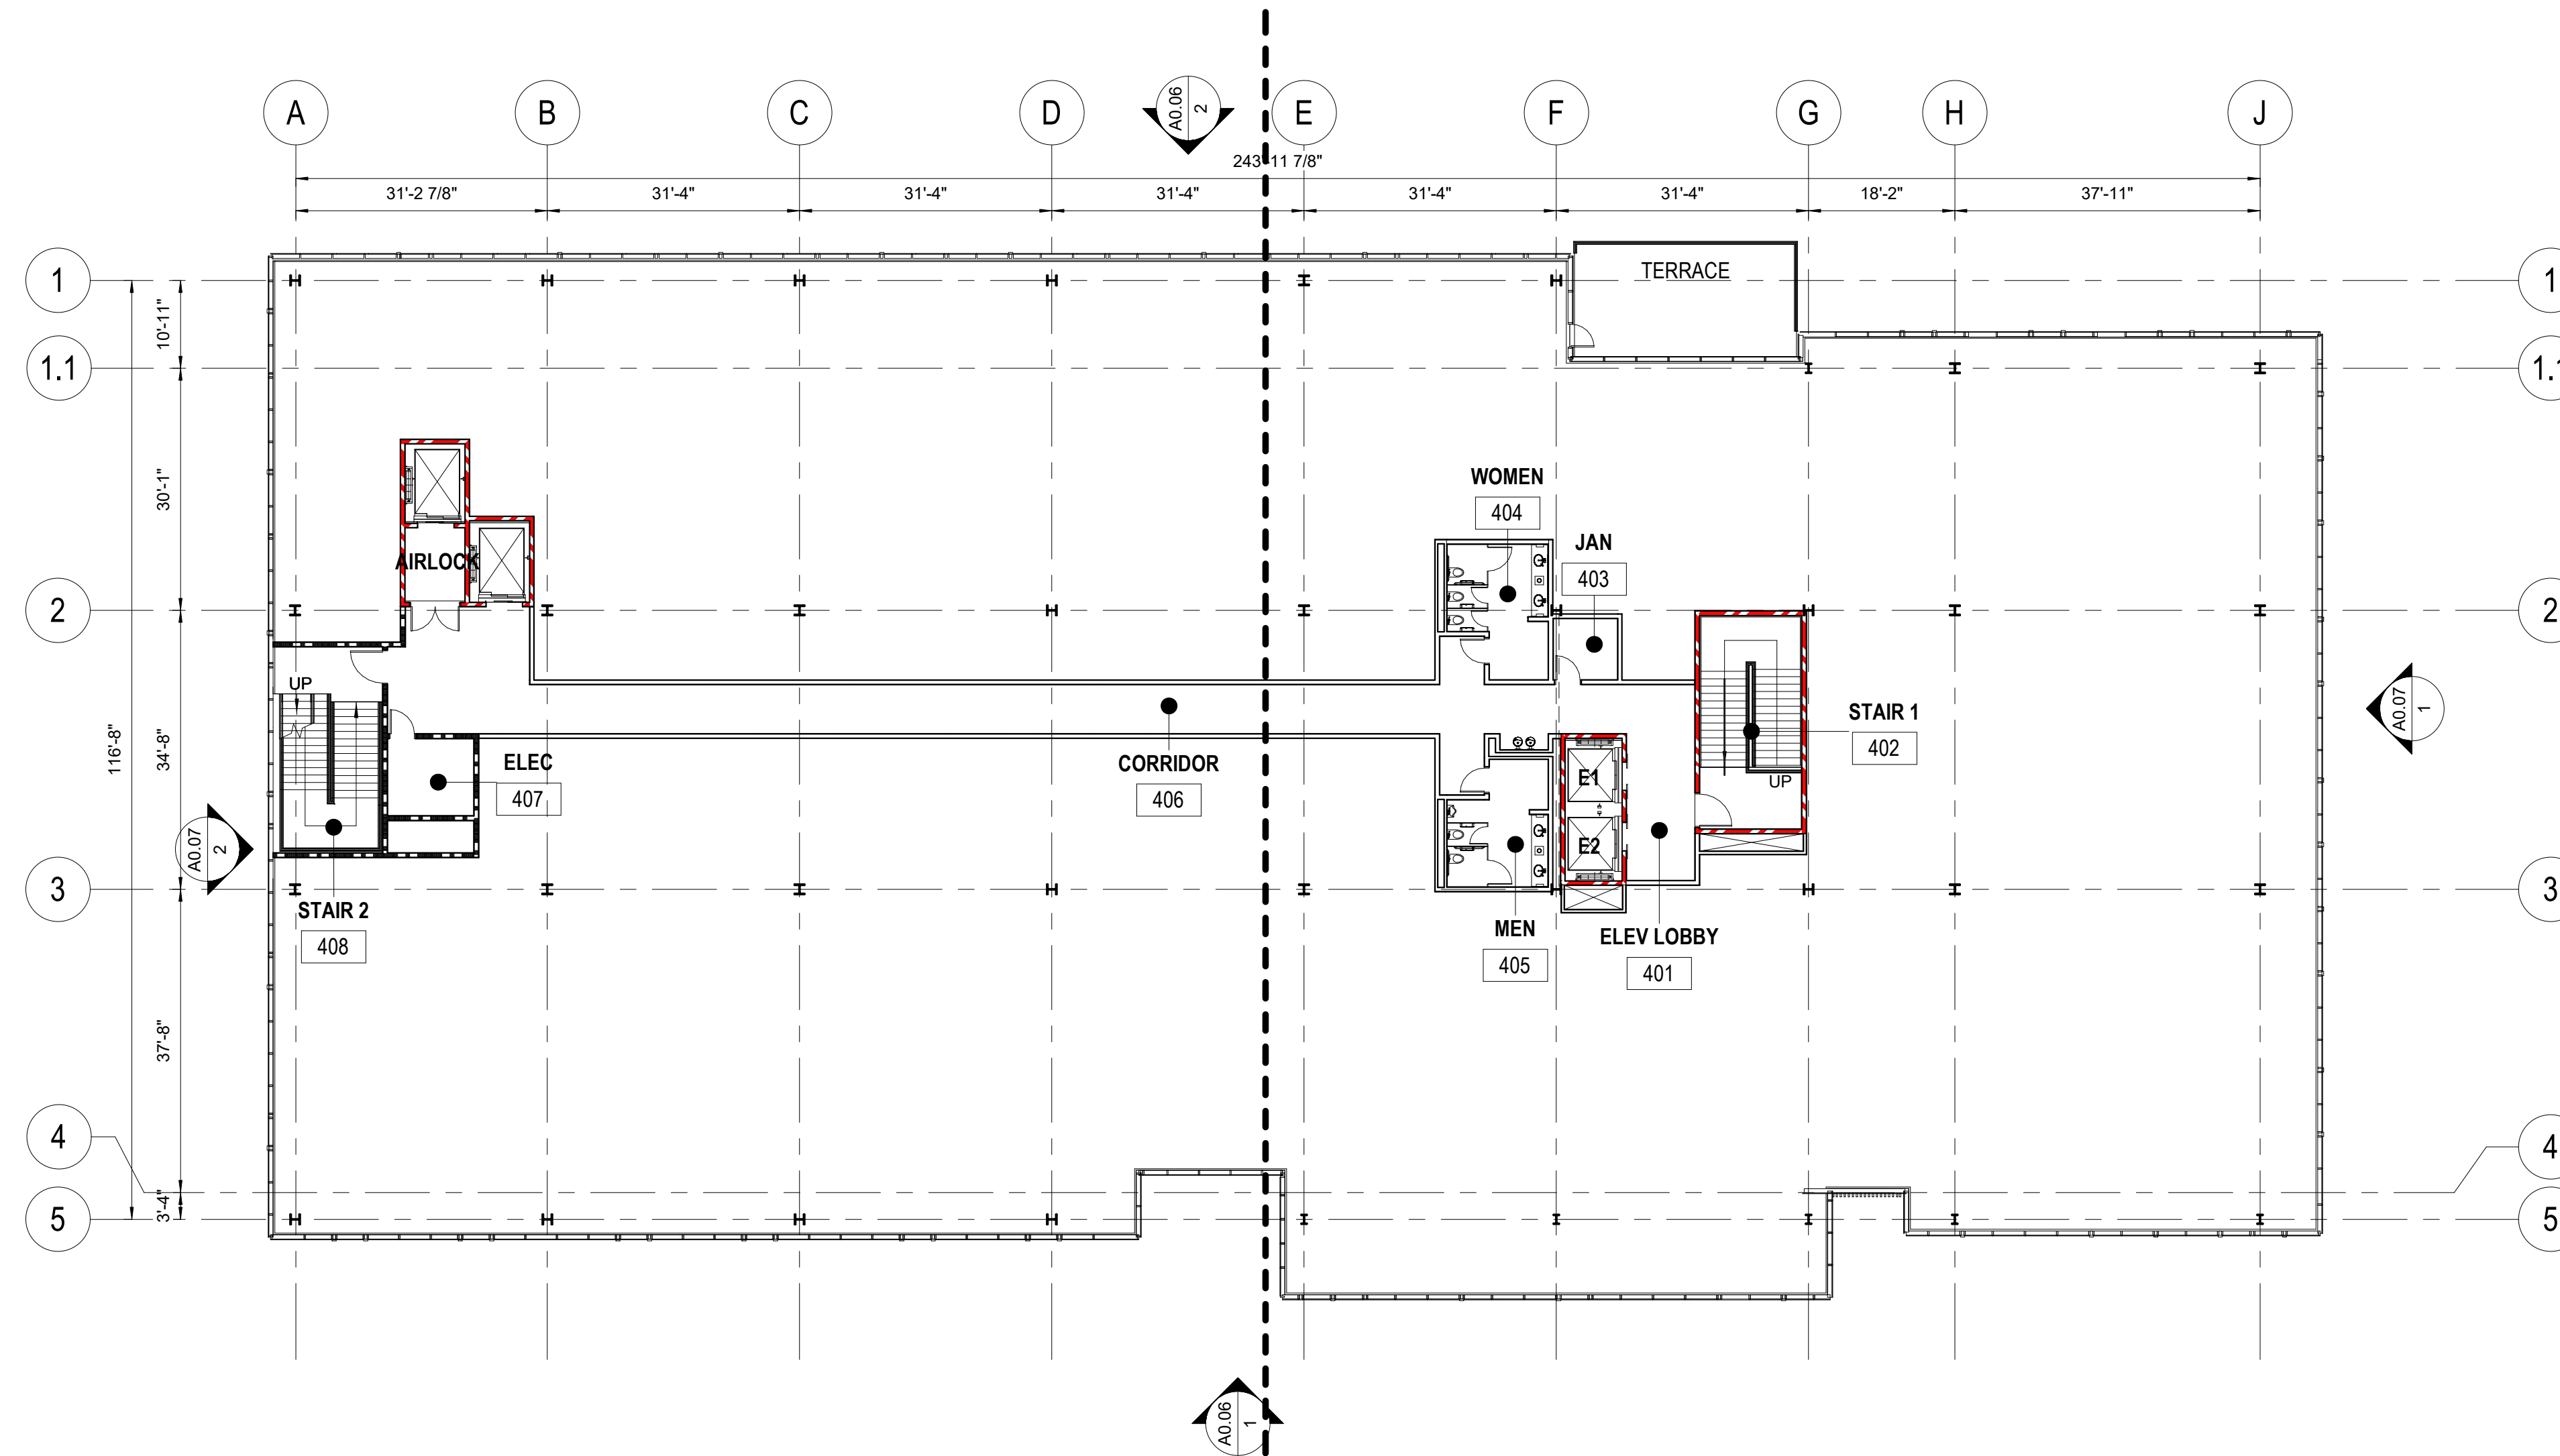 A
B
C
D
E
F
G
H
J
A0.06
2
243'-11 7/8"
31'-2 7/8"
31'-4"
31'-4"
31'-4"
31'-4"
31'-4"
18'-2"
37'-11"
1
1
TERRACE
10'-11"
1.1
1.1
30'-1"
WOMEN
404
JAN
403
AIRLOCK
2
2
UP
116'-8"
34'-8"
STAIR 1
402
A0.07
1
ELEC
407
CORRIDOR
406
E1
UP
A0.07
2
E2
3
3
STAIR 2
408
MEN
405
ELEV LOBBY
401
37'-8"
4
4
3'-4"
5
5
A0.06
1